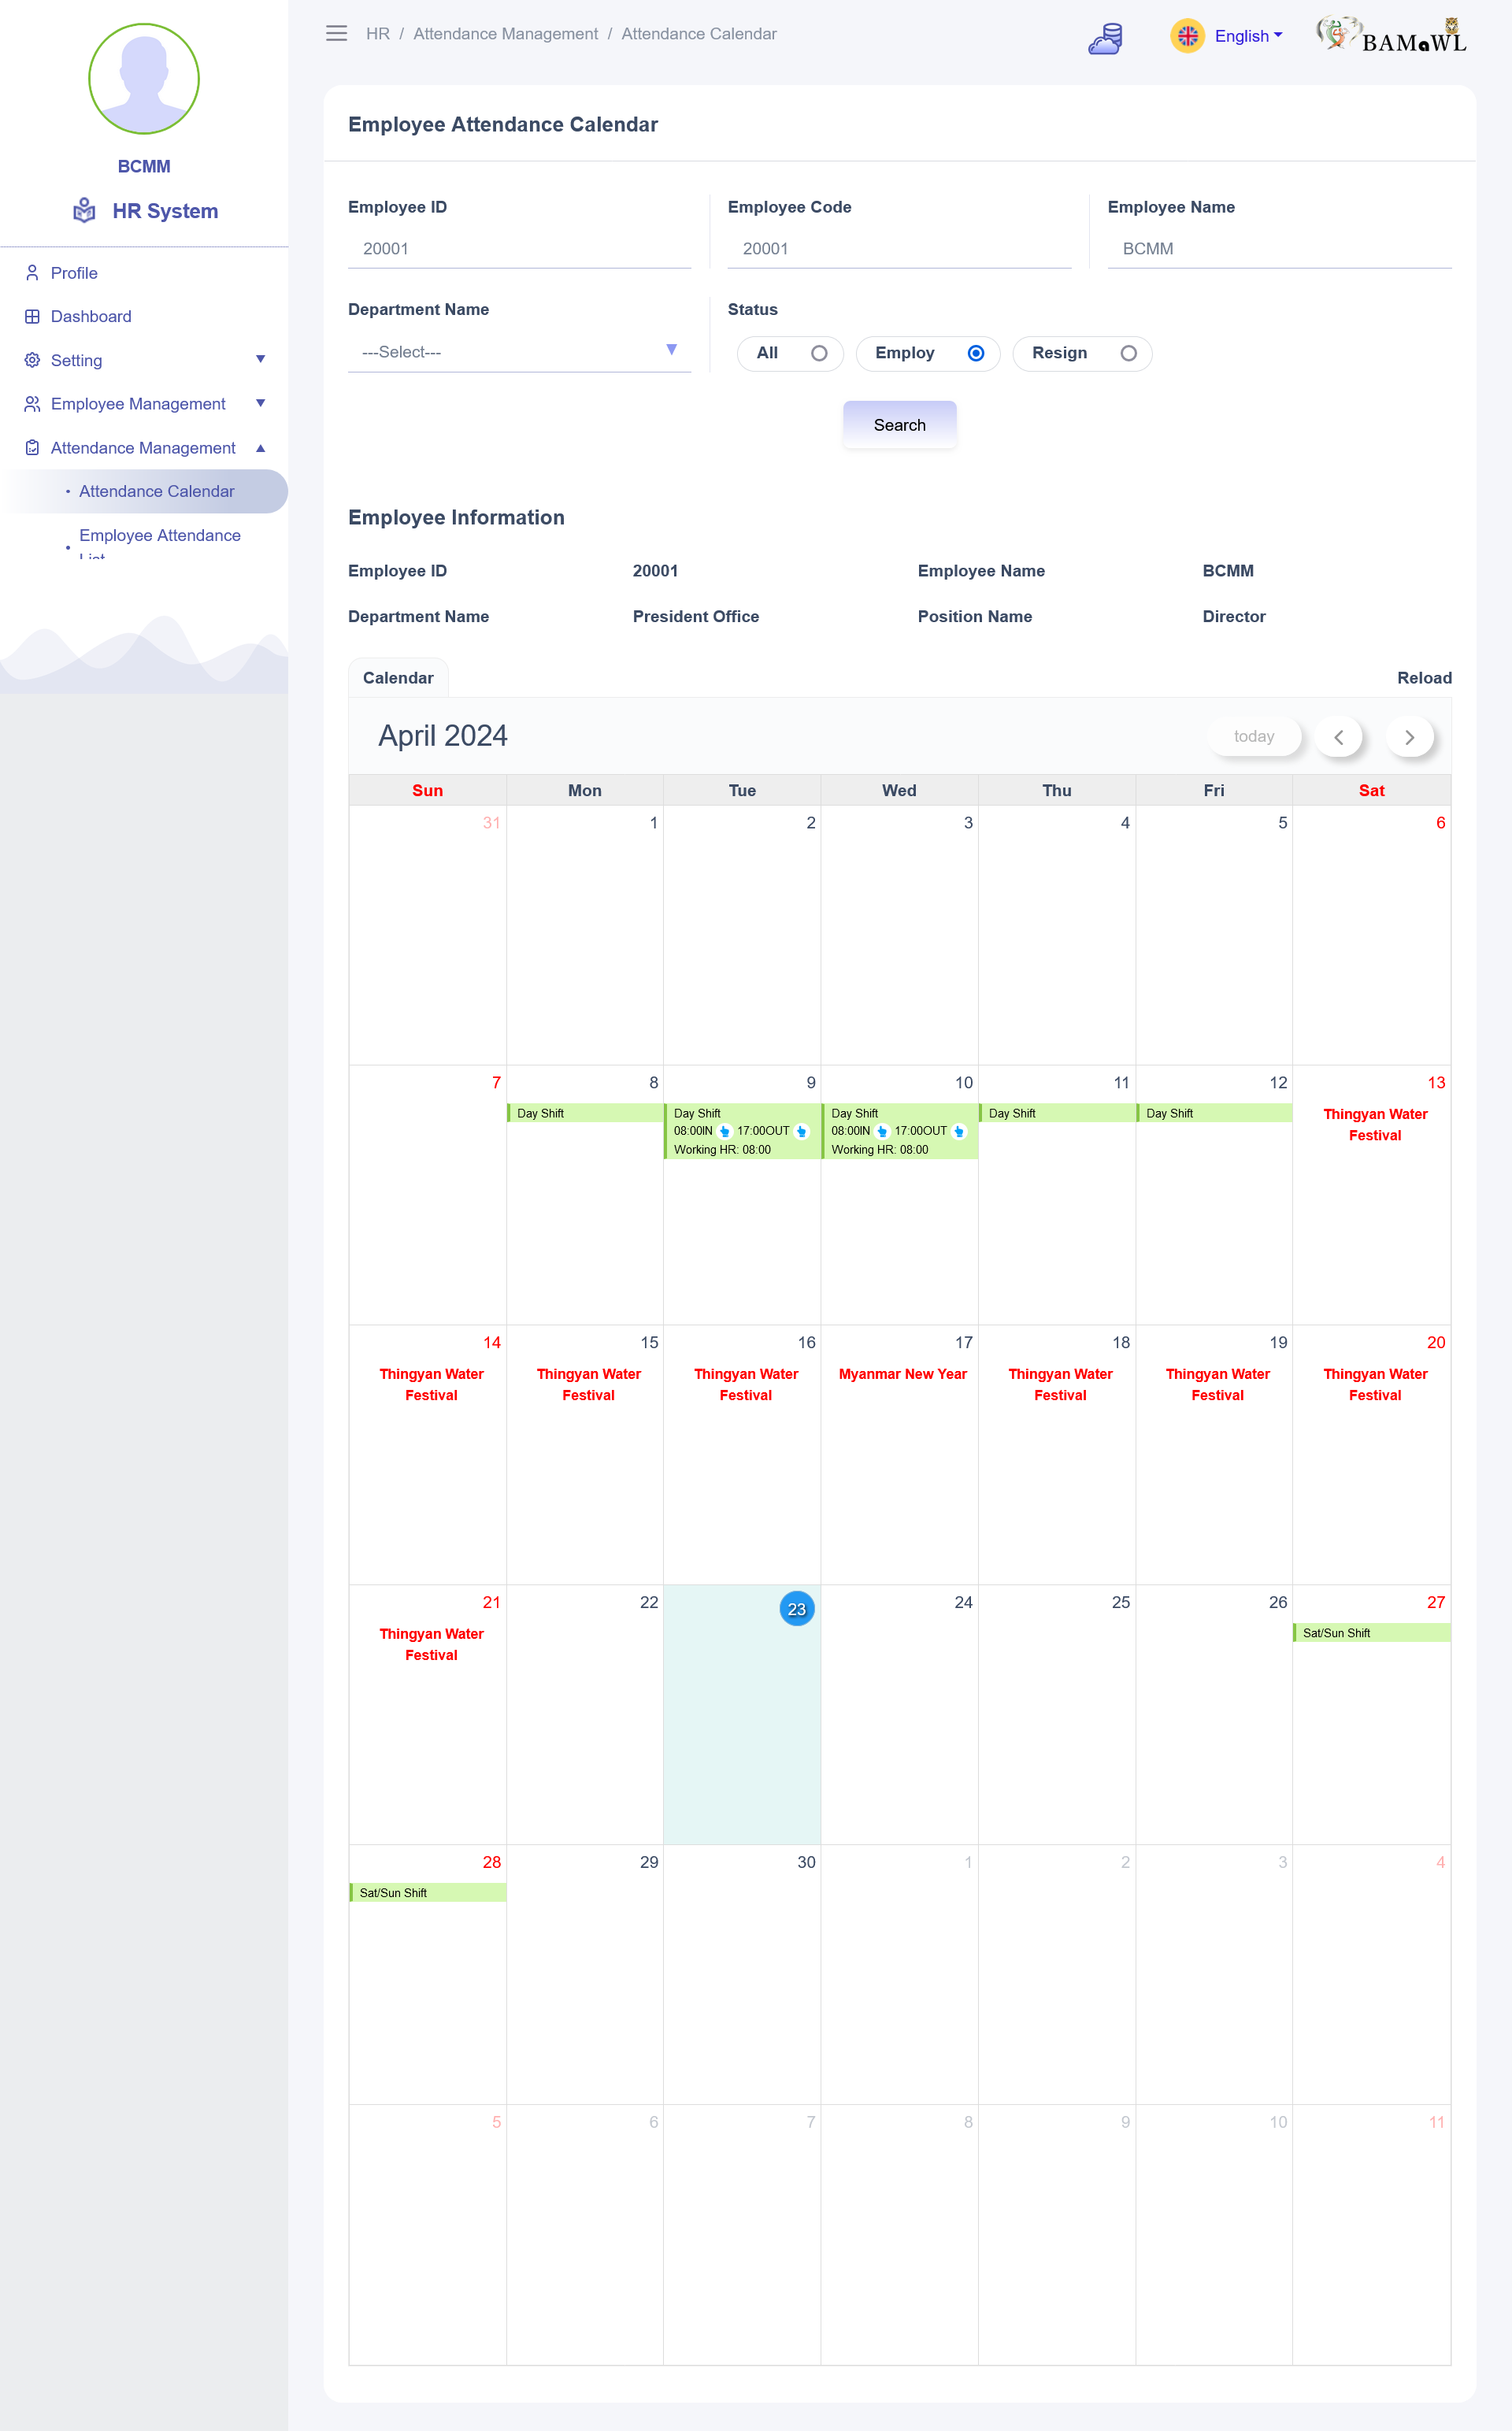 BCMM
HR System
Profile
Dashboard
Setting
Employee Management
Attendance Management
Attendance Calendar
Employee Attendance
List
HR / Attendance Management / Attendance Calendar
English
BAMaWL
Employee Attendance Calendar
Employee ID
20001
Employee Code
20001
Employee Name
BCMM
Department Name
---Select---
Status
All
Employ
Resign
Search
Employee Information
Employee ID 20001 Employee Name BCMM
Department Name President Office Position Name Director
Calendar
Reload
April 2024
today
Sun Mon Tue Wed Thu Fri Sat
31 1 2 3 4 5 6
7
8
Day Shift
9
Day Shift
08:00IN 17:00OUT
Working HR: 08:00
10
Day Shift
08:00IN 17:00OUT
Working HR: 08:00
11
Day Shift
12
Day Shift
13
Thingyan Water
Festival
14
Thingyan Water
Festival
15
Thingyan Water
Festival
16
Thingyan Water
Festival
17
Myanmar New Year
18
Thingyan Water
Festival
19
Thingyan Water
Festival
20
Thingyan Water
Festival
21
Thingyan Water
Festival
22
23
24
25
26
27
Sat/Sun Shift
28
Sat/Sun Shift
29
30
1
2
3
4
5 6 7 8 9 10 11